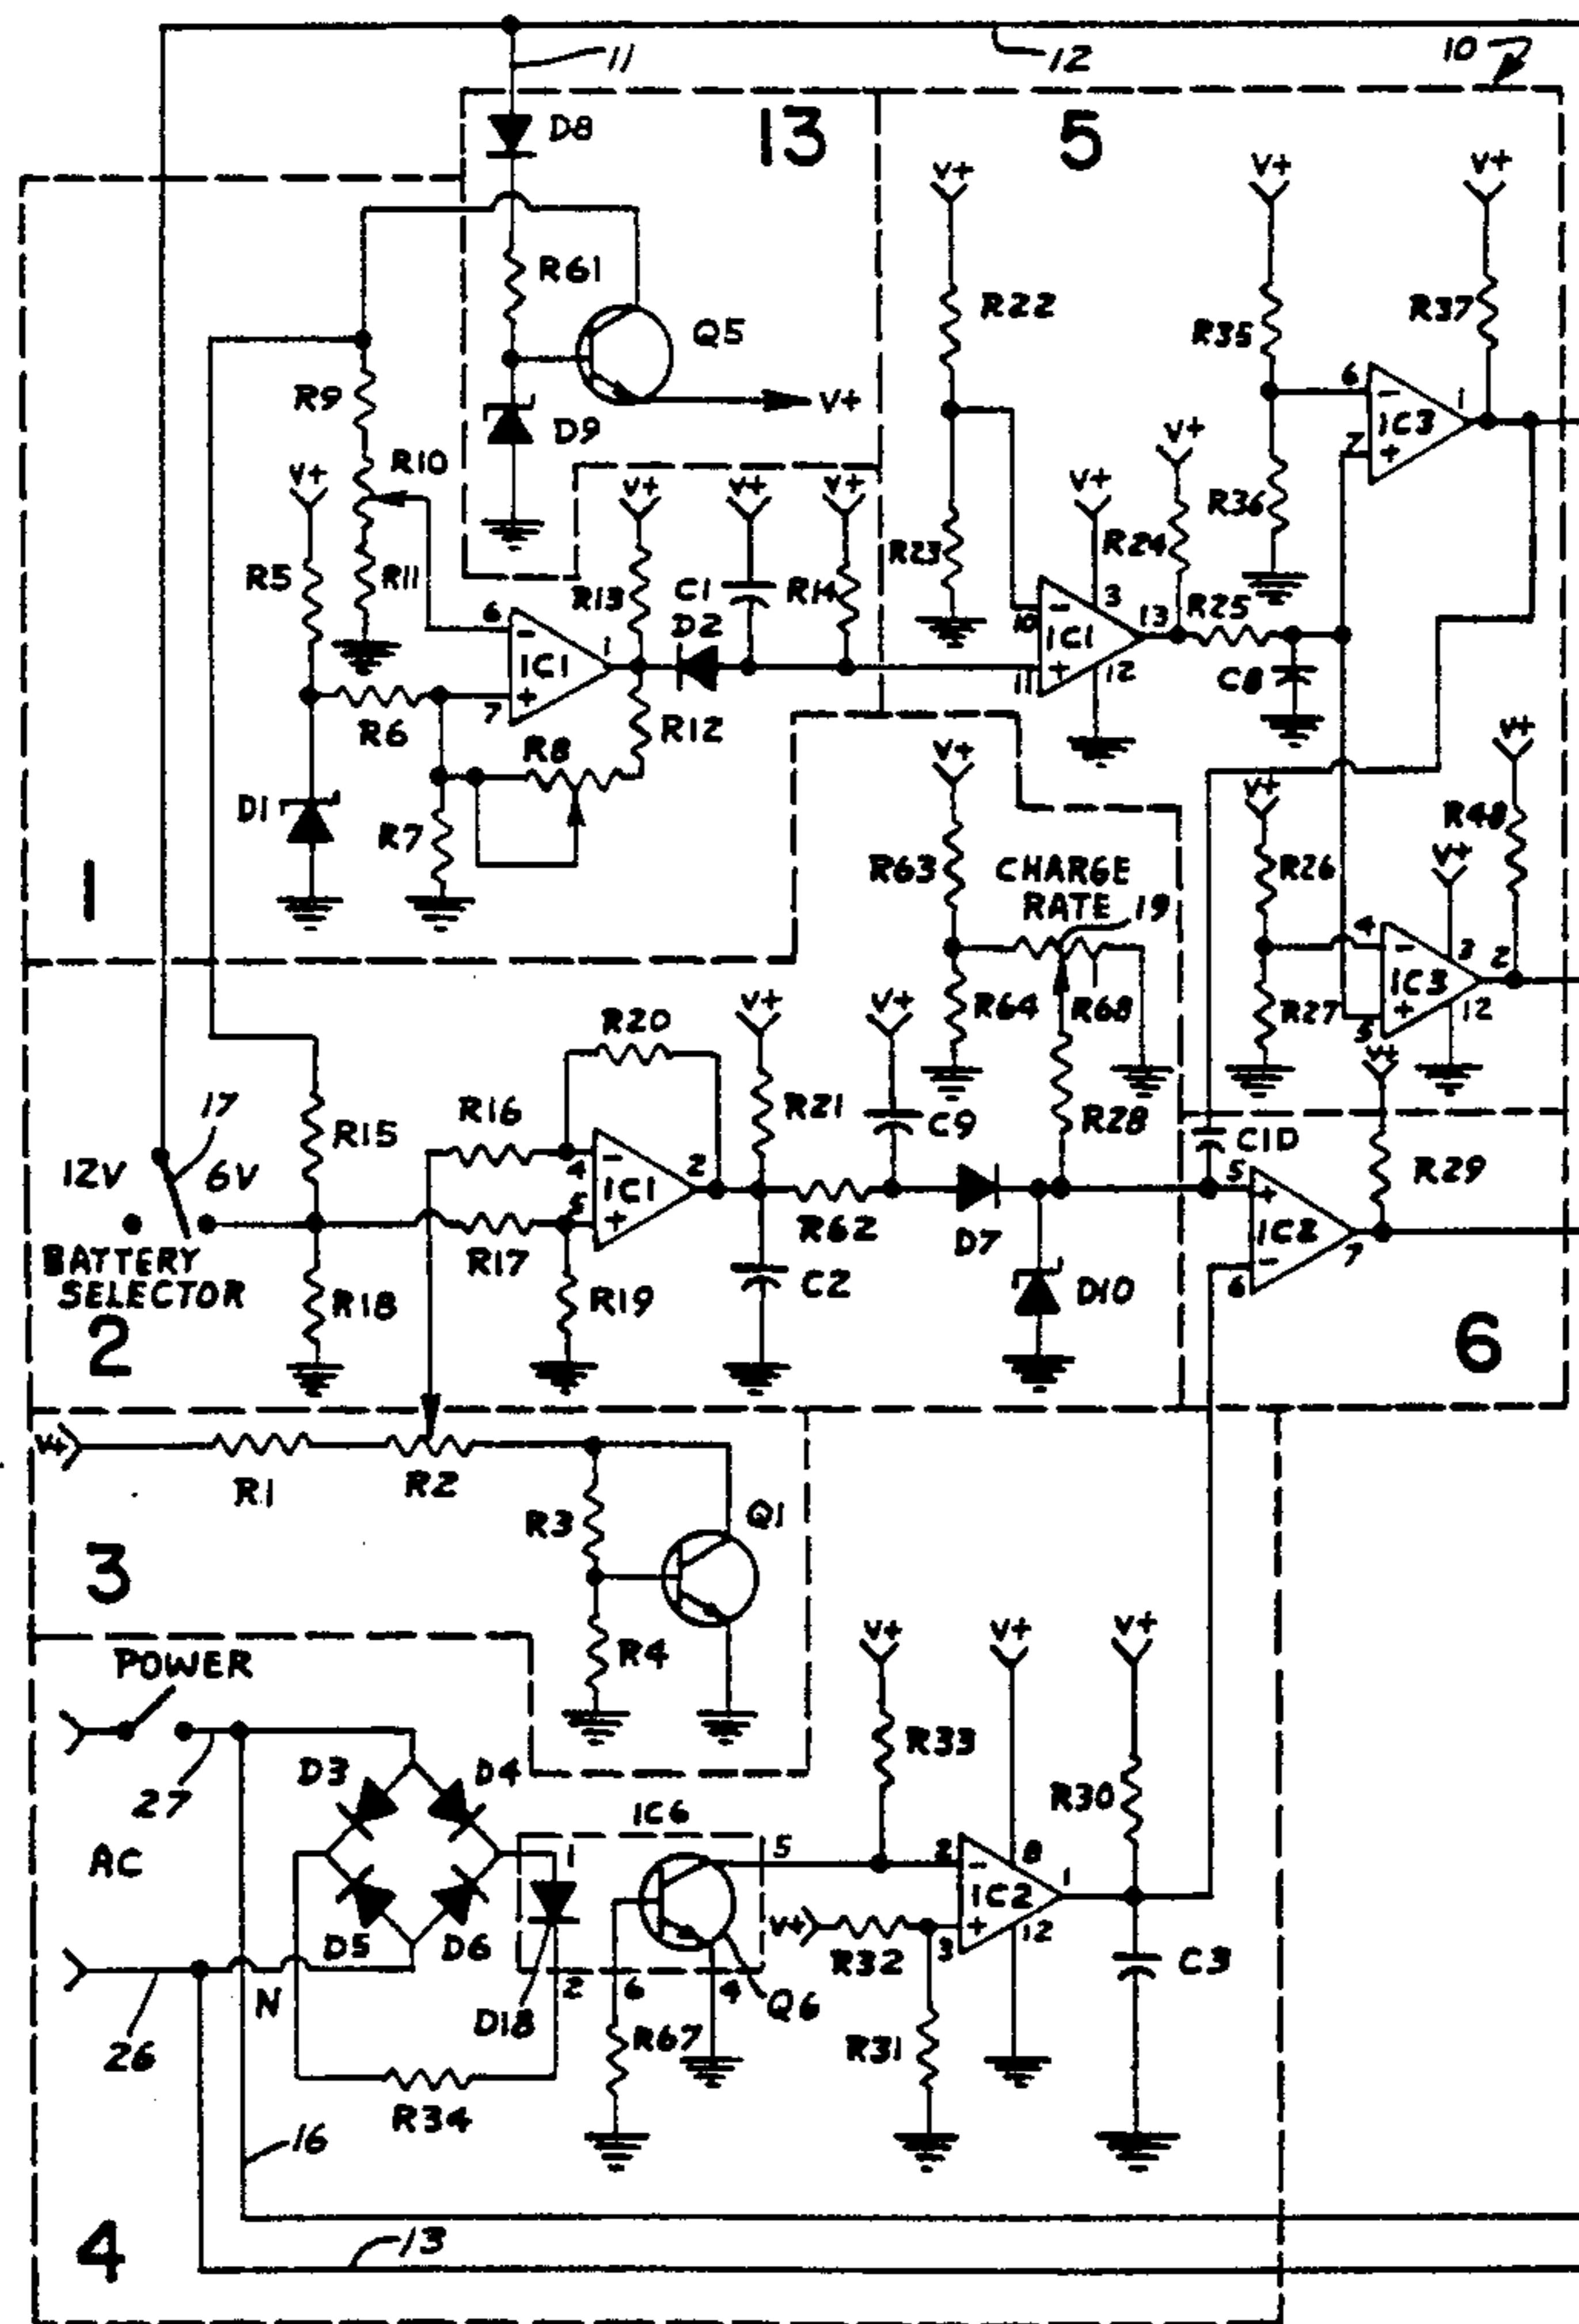 11
12
10
13
5
D8
V+
V+
V+
R61
R22
R37
R35
Q5
R9
6
1
IC3
-
+
7
V+
D9
R10
V+
V+
V+
V+
V+
V+
R36
R24
R23
R5
R11
R13
C1
R14
D2
3
10
-
IC1
+
13
R25
11
12
C8
6
-
IC1
1
+
7
R6
R12
R8
V+
V+
V+
D1
R7
R48
1
R63
CHARGE
RATE
19
R26
V+
4
-
3
2
IC3
+
12
5
R27
V+
R64
R68
R20
V+
V+
17
R15
R16
R21
C9
R28
C10
R29
12V
6V
4
-
2
IC1
5
+
5
+
IC2
-
7
6
R62
D7
BATTERY
SELECTOR
R17
C2
D10
R18
R19
2
6
V+
R1
R2
R3
Q1
3
R4
V+
V+
V+
POWER
27
D3
D4
R33
R30
AC
IC6
1
5
2
-
8
1
IC2
+
3
12
V+
R32
D5
D6
N
2
6
4
Q6
C3
26
D18
R67
R31
R34
16
13
4